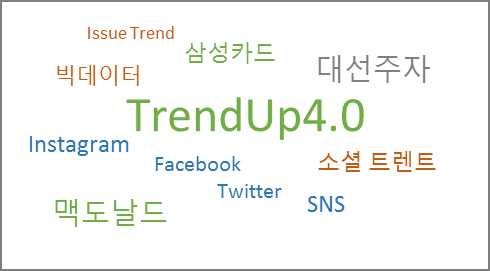 Issue Trend
삼성카드
대선주자
빅데이터
TrendUp4.0
Instagram
Facebook
소셜 트렌트
Twitter
SNS
맥도날드